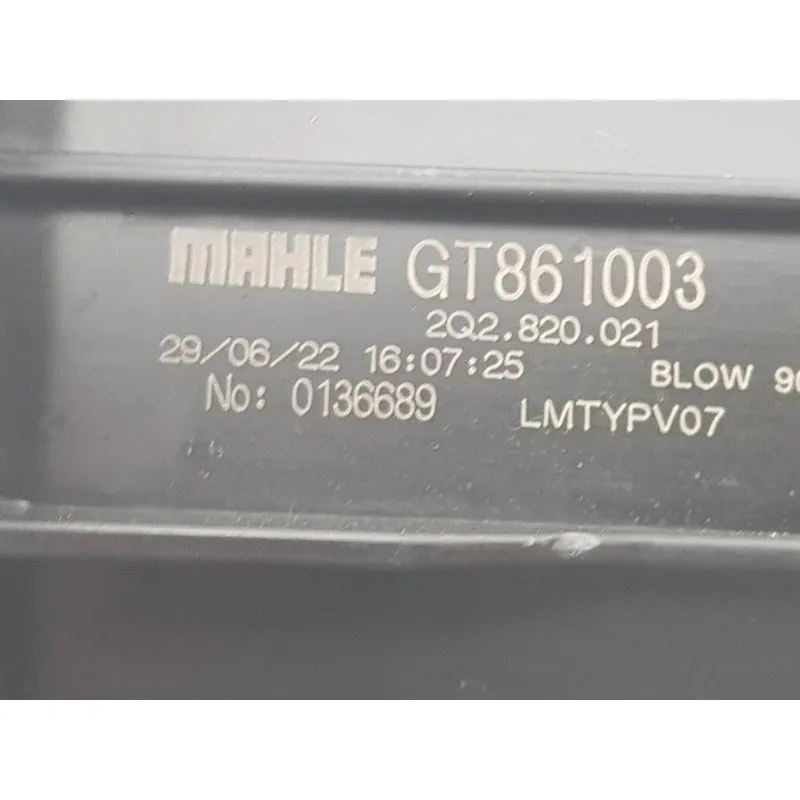 MAHLE GT861003
2Q2.820.021
29/06/22 16:07:25 BLOW
No: 0136689 LMTYPV07